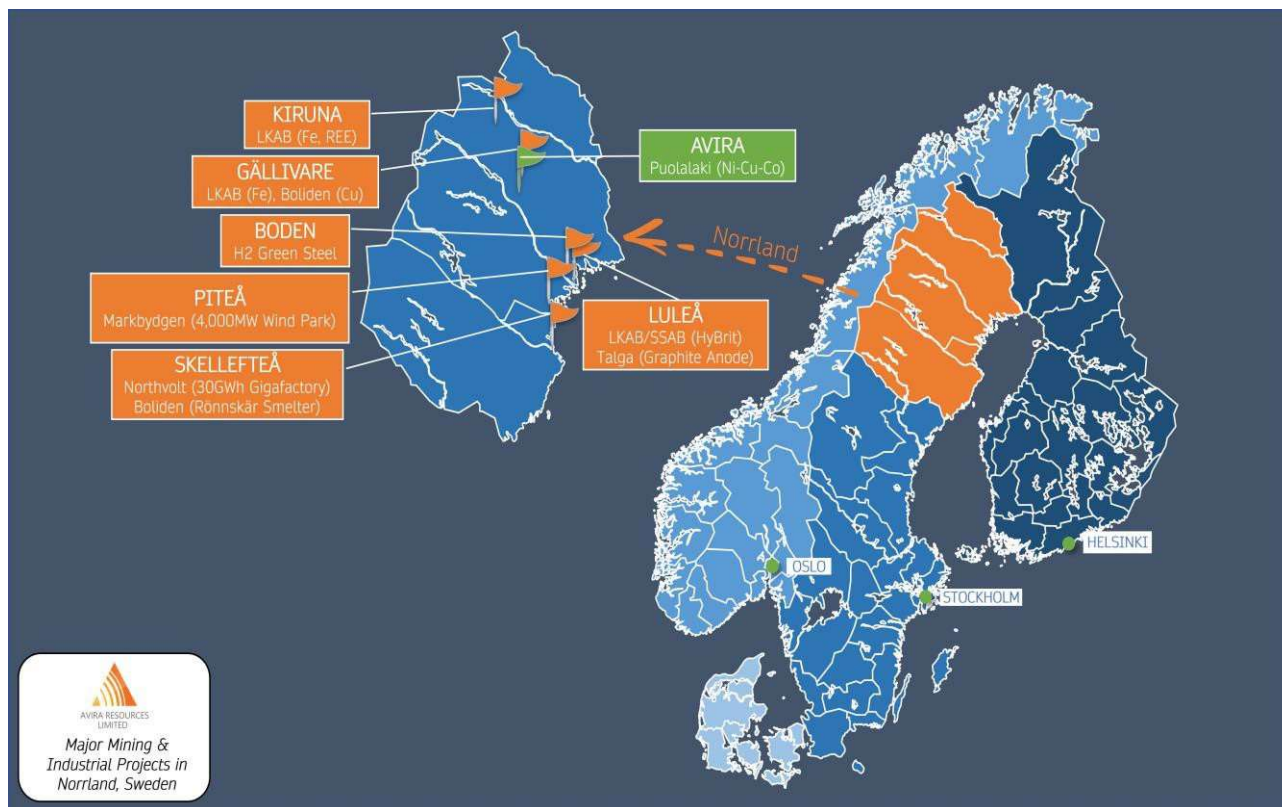 KIRUNA
LKAB (Fe, REE)
GÄLLIVARE
LKAB (Fe), Boliden (Cu)
BODEN
H2 Green Steel
PITEÅ
Markbydgen (4,000MW Wind Park)
SKELLEFTEÅ
Northvolt (30GWh Gigafactory)
Boliden (Rönnskär Smelter)
AVIRA
Puolalaki (Ni-Cu-Co)
Norrland
LULEÅ
LKAB/SSAB (HyBrit)
Talga (Graphite Anode)
HELSINKI
OSLO
STOCKHOLM
AVIRA RESOURCES
LIMITED
Major Mining &
Industrial Projects in
Norrland, Sweden